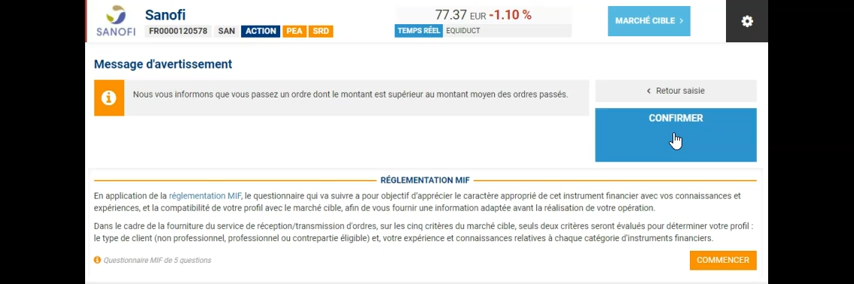 Sanofi
SANOFI
FR0000120578 SAN ACTION PEA SRD
77.37 EUR -1.10 %
TEMPS RÉEL EQUIDUCT
MARCHÉ CIBLE >
Message d'avertissement
Nous vous informons que vous passez un ordre dont le montant est supérieur au montant moyen des ordres passés.
< Retour saisie
CONFIRMER
RÉGLEMENTATION MIF
En application de la réglementation MIF, le questionnaire qui va suivre a pour objectif d'apprécier le caractère approprié de cet instrument financier avec vos connaissances et
expériences, et la compatibilité de votre profil avec le marché cible, afin de vous fournir une information adaptée avant la réalisation de votre opération.
Dans le cadre de la fourniture du service de réception/transmission d'ordres, sur les cinq critères du marché cible, seuls deux critères seront évalués pour déterminer votre profil :
le type de client (non professionnel, professionnel ou contrepartie éligible) et, votre expérience et connaissances relatives à chaque catégorie d'instruments financiers.
Questionnaire MIF de 5 questions
COMMENCER